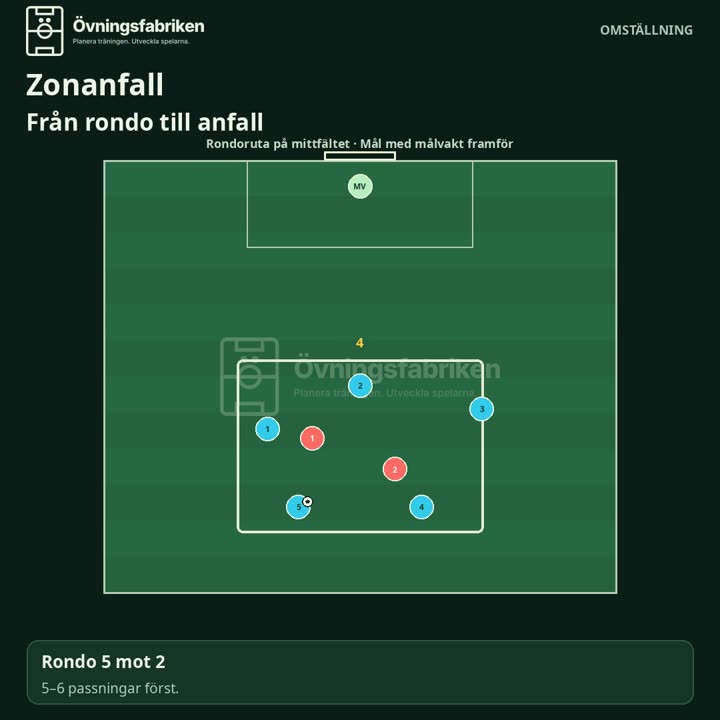 Övningsfabriken
Planera träningen. Utveckla spelarna.
OMSTÄLLNING
Zonanfall
Från rondo till anfall
Rondoruta på mittfältet · Mål med målvakt framför
MV
4
Övningsfabriken
Planera trän en. Utveckla spelarna.
2
3
1
1
2
5
4
Rondo 5 mot 2
5–6 passningar först.